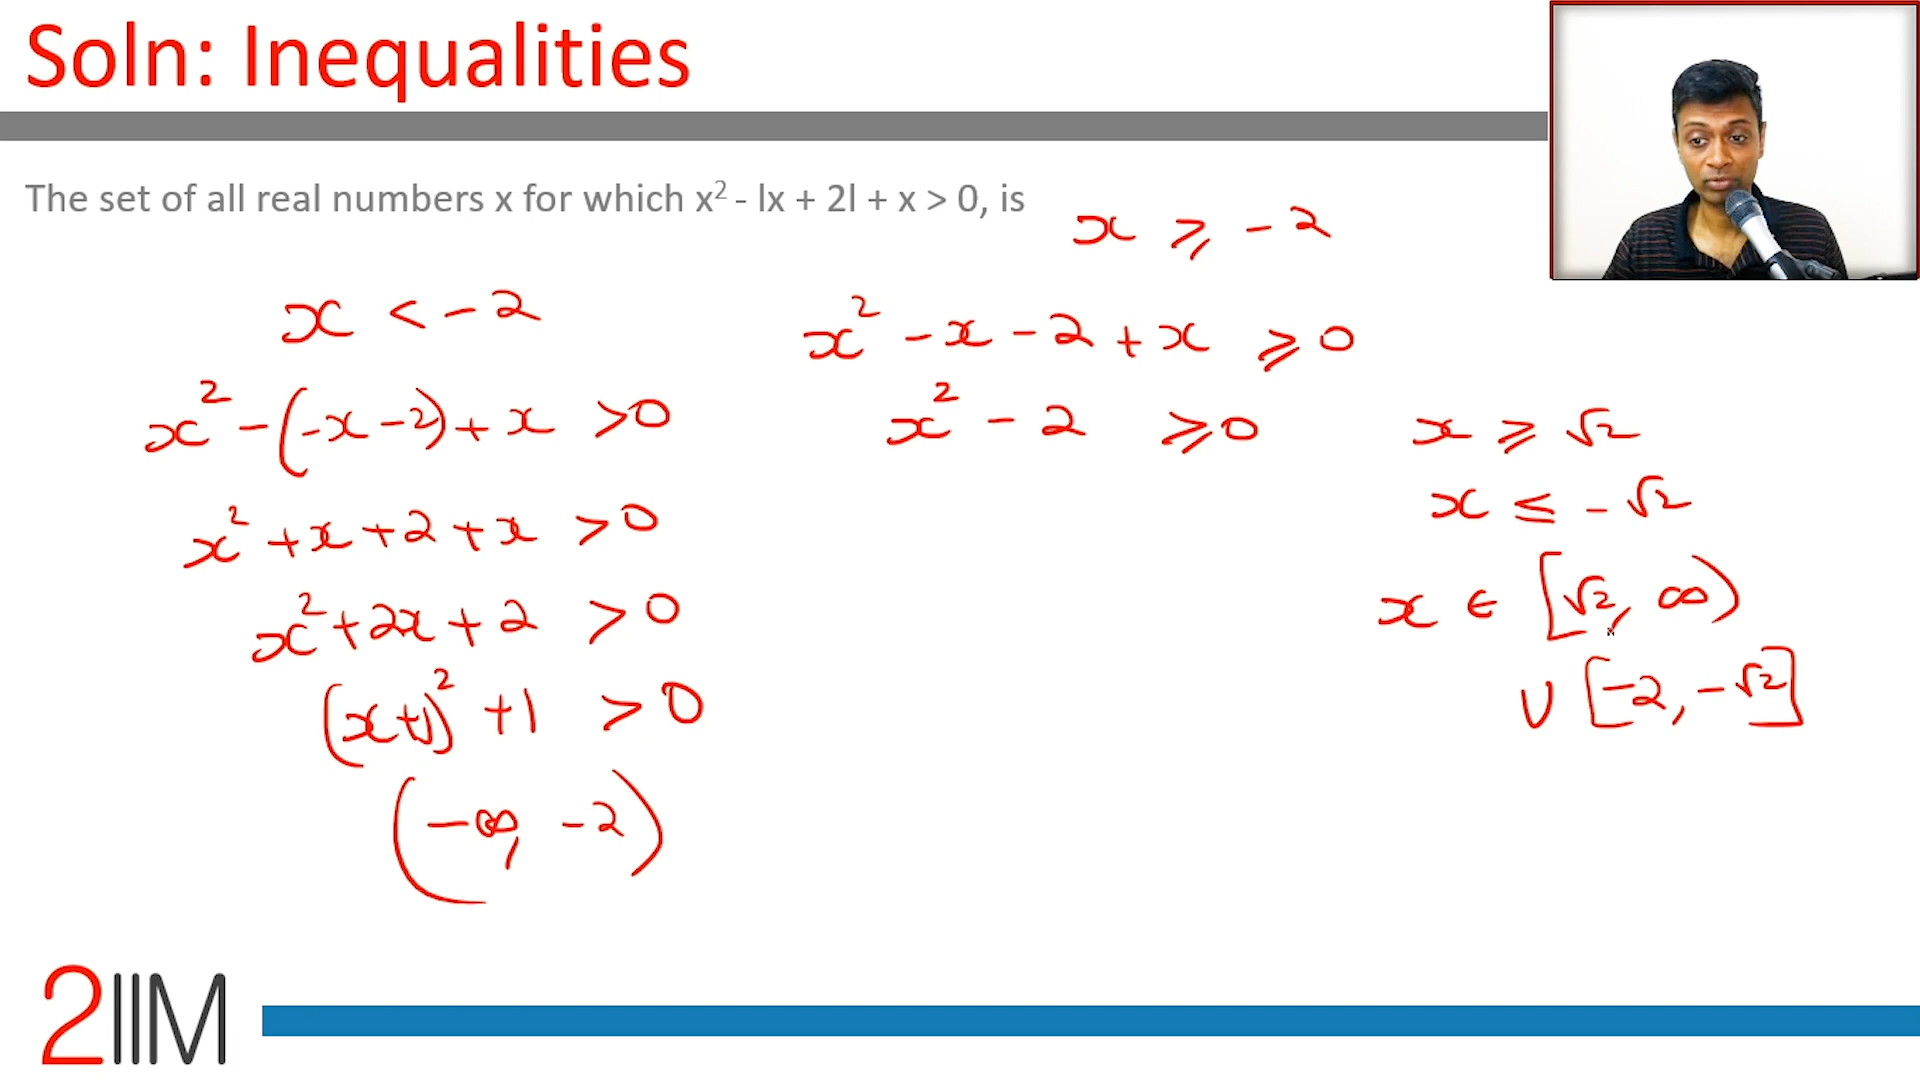 Soln: Inequalities
The set of all real numbers x for which x² - lx + 2l + x > 0, is
x < -2
x² - (-x - 2) + x > 0
x² + x + 2 + x > 0
x² + 2x + 2 > 0
(x+1)² + 1 > 0
(-∞, -2)
x ⩾ -2
x² - x - 2 + x ⩾ 0
x² - 2 ⩾ 0
x ⩾ √2
x ≤ -√2
x ∈ [√2, ∞)
∪ [-2, -√2]
2IIM